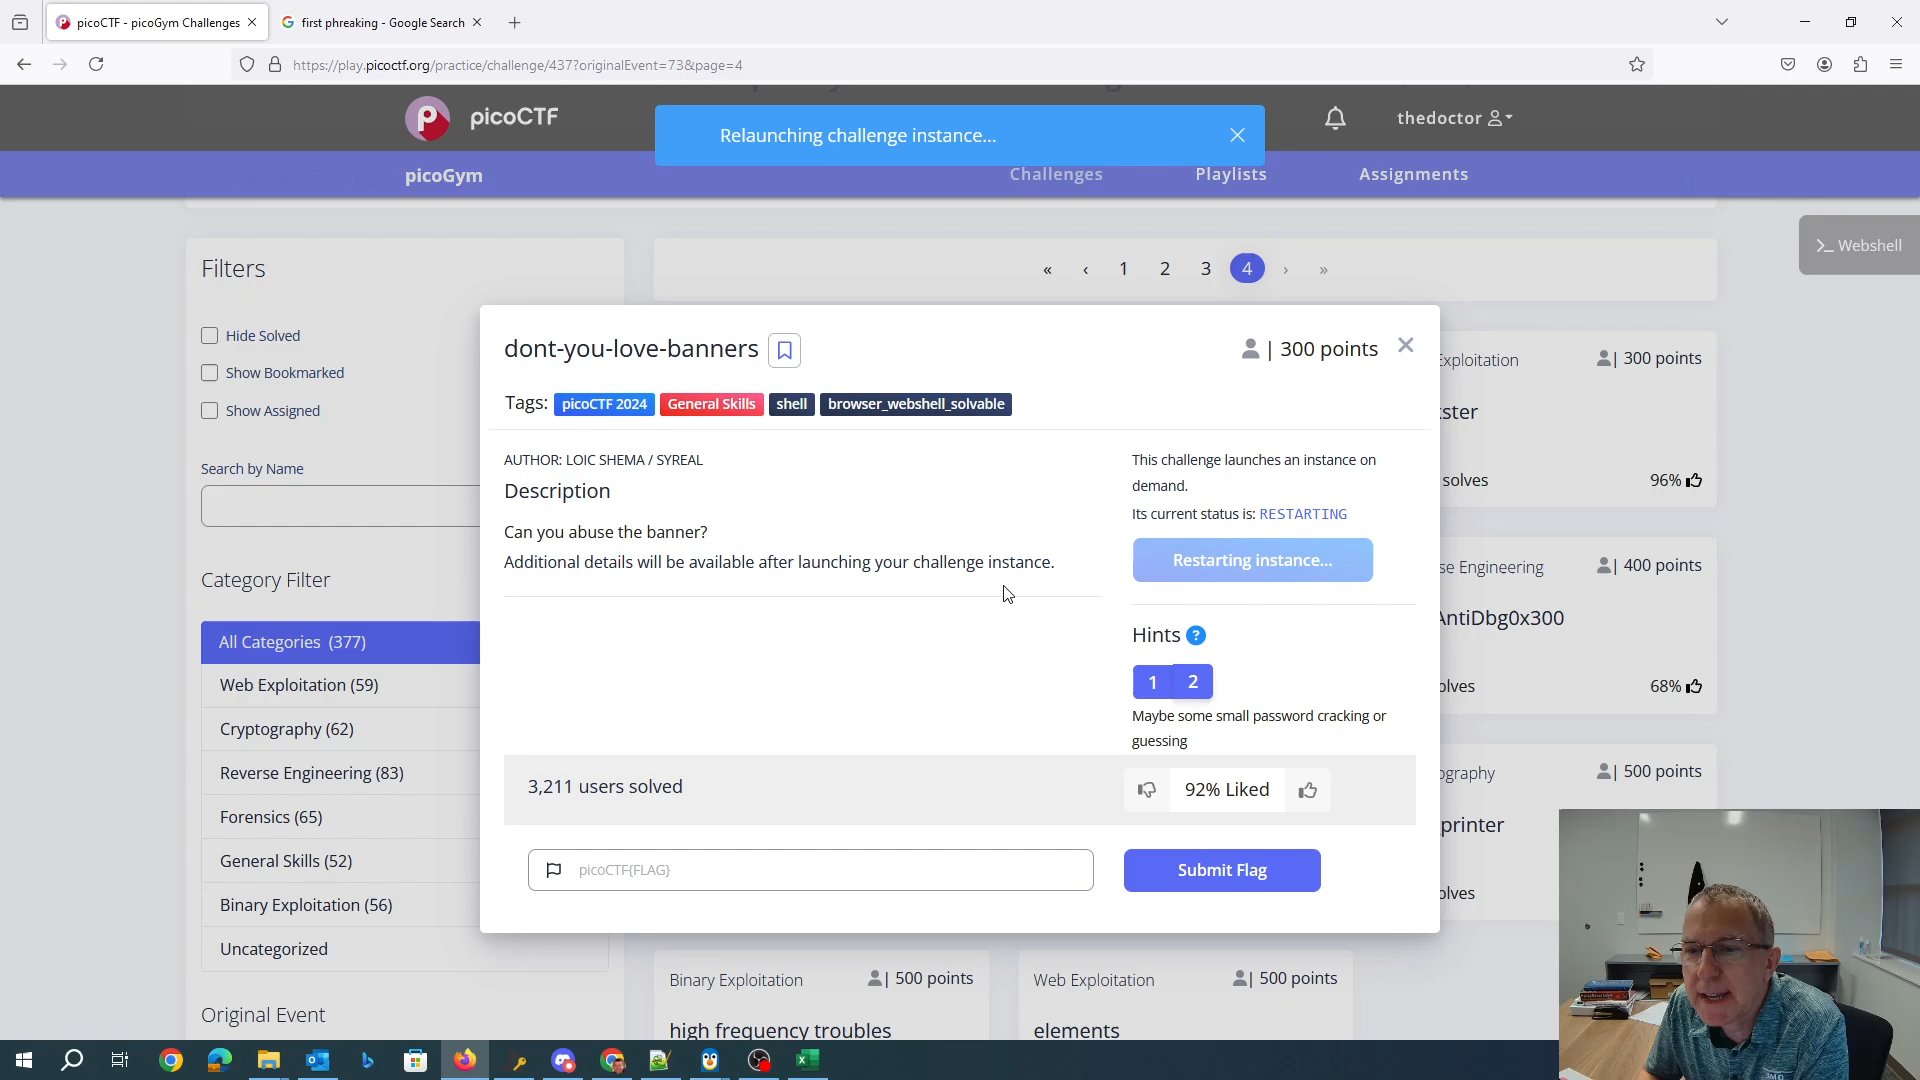 picoCTF - picoGym Challenges
first phreaking - Google Search
https://play.picoctf.org/practice/challenge/437?originalEvent=73&page=4
picoCTF
Relaunching challenge instance...
thedoctor
picoGym
Challenges
Playlists
Assignments
>_ Webshell
Filters
« ‹ 1 2 3 4 › »
Hide Solved
Show Bookmarked
Show Assigned
Search by Name
Category Filter
All Categories (377)
Web Exploitation (59)
Cryptography (62)
Reverse Engineering (83)
Forensics (65)
General Skills (52)
Binary Exploitation (56)
Uncategorized
Original Event
dont-you-love-banners
| 300 points
Tags: picoCTF 2024 General Skills shell browser_webshell_solvable
AUTHOR: LOIC SHEMA / SYREAL
Description
Can you abuse the banner?
Additional details will be available after launching your challenge instance.
This challenge launches an instance on
demand.
Its current status is: RESTARTING
Restarting instance...
Hints ?
1 2
Maybe some small password cracking or
guessing
3,211 users solved
92% Liked
picoCTF{FLAG}
Submit Flag
Exploitation
| 300 points
solves
96%
se Engineering
| 400 points
AntiDbg0x300
olves
68%
ography
| 500 points
printer
olves
Binary Exploitation
| 500 points
high frequency troubles
Web Exploitation
| 500 points
elements